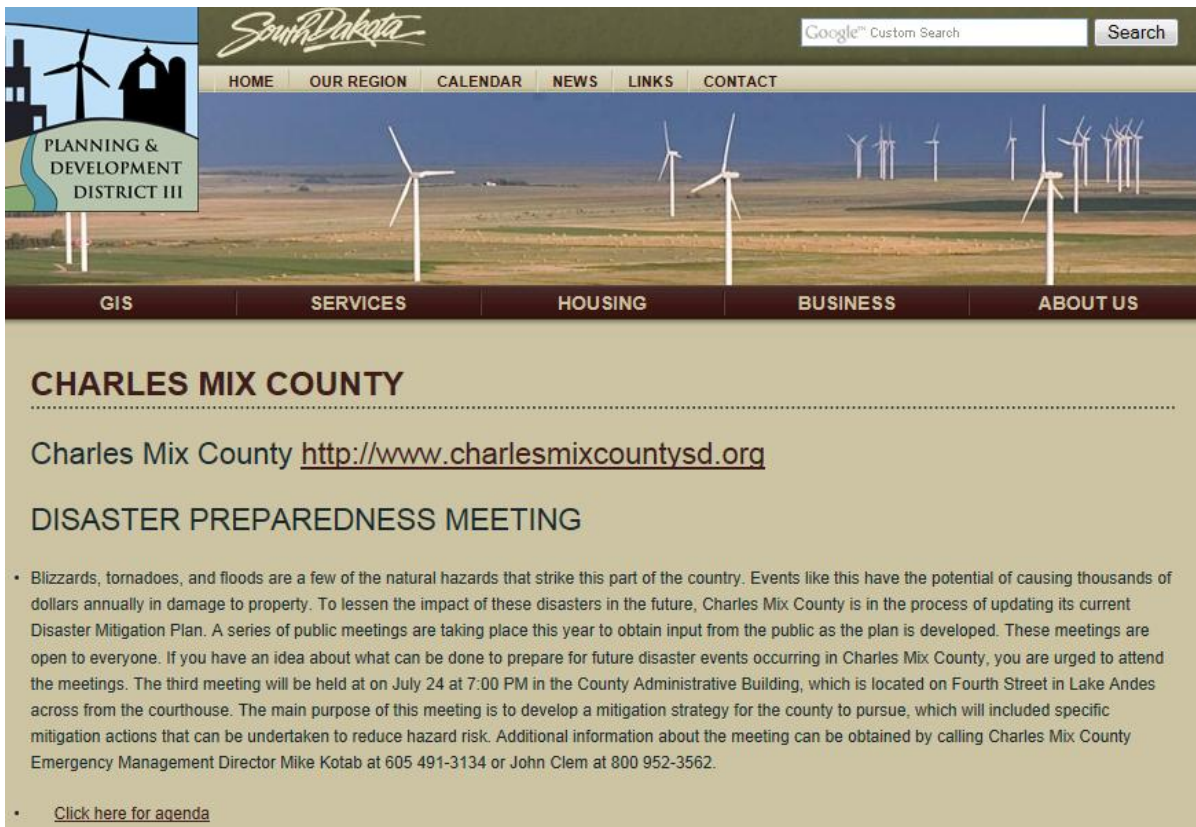 South Dakota
Google™ Custom Search
Search
HOME
OUR REGION
CALENDAR
NEWS
LINKS
CONTACT
PLANNING &
DEVELOPMENT
DISTRICT III
GIS
SERVICES
HOUSING
BUSINESS
ABOUT US
CHARLES MIX COUNTY
Charles Mix County http://www.charlesmixcountysd.org
DISASTER PREPAREDNESS MEETING
• Blizzards, tornadoes, and floods are a few of the natural hazards that strike this part of the country. Events like this have the potential of causing thousands of
dollars annually in damage to property. To lessen the impact of these disasters in the future, Charles Mix County is in the process of updating its current
Disaster Mitigation Plan. A series of public meetings are taking place this year to obtain input from the public as the plan is developed. These meetings are
open to everyone. If you have an idea about what can be done to prepare for future disaster events occurring in Charles Mix County, you are urged to attend
the meetings. The third meeting will be held at on July 24 at 7:00 PM in the County Administrative Building, which is located on Fourth Street in Lake Andes
across from the courthouse. The main purpose of this meeting is to develop a mitigation strategy for the county to pursue, which will included specific
mitigation actions that can be undertaken to reduce hazard risk. Additional information about the meeting can be obtained by calling Charles Mix County
Emergency Management Director Mike Kotab at 605 491-3134 or John Clem at 800 952-3562.
• Click here for agenda